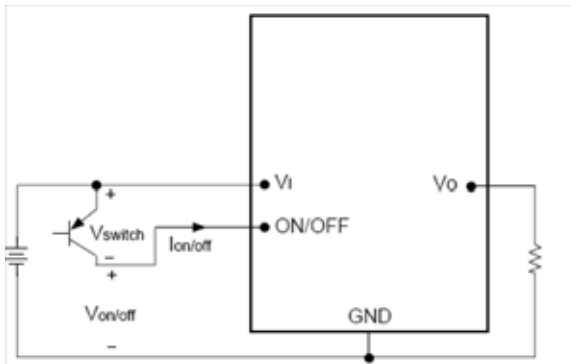 VI
VO
+
Vswitch
ON/OFF
−
Ion/off
+
Von/off
GND
−